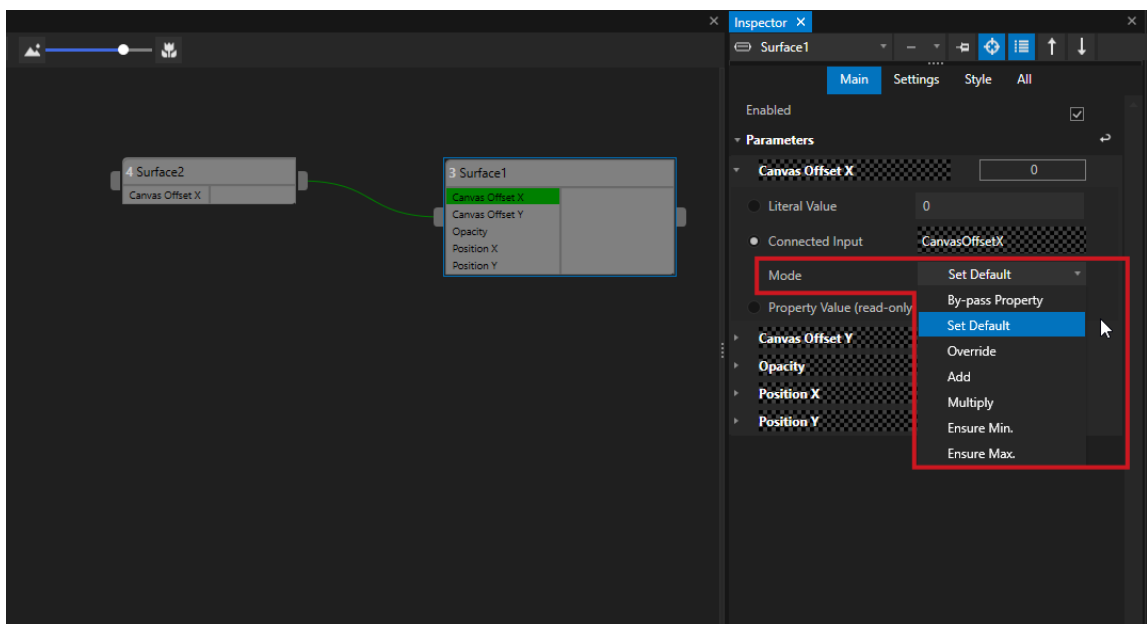 Inspector
Surface1
Main Settings Style All
Enabled
Parameters
Canvas Offset X 0
Literal Value 0
Connected Input CanvasOffsetX
Mode Set Default
By-pass Property
Property Value (read-only
Set Default
Canvas Offset Y
Override
Opacity
Add
Position X
Multiply
Position Y
Ensure Min.
Ensure Max.
4 Surface2
Canvas Offset X
3 Surface1
Canvas Offset X
Canvas Offset Y
Opacity
Position X
Position Y